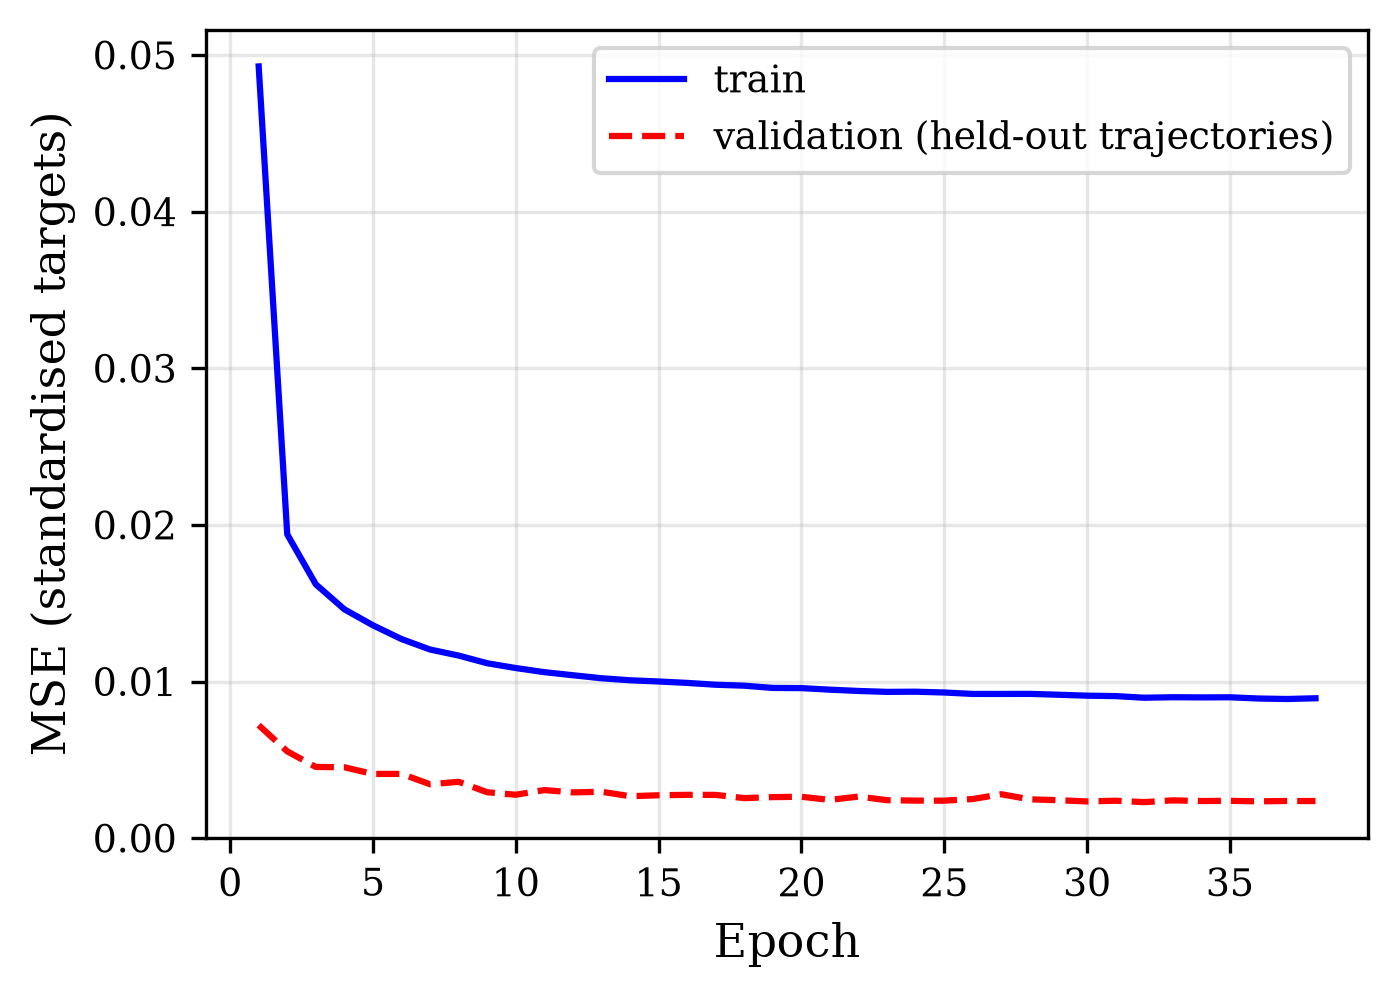 0.05
0.04
0.03
0.02
0.01
0.00
MSE (standardised targets)
train
validation (held-out trajectories)
0 5 10 15 20 25 30 35
Epoch